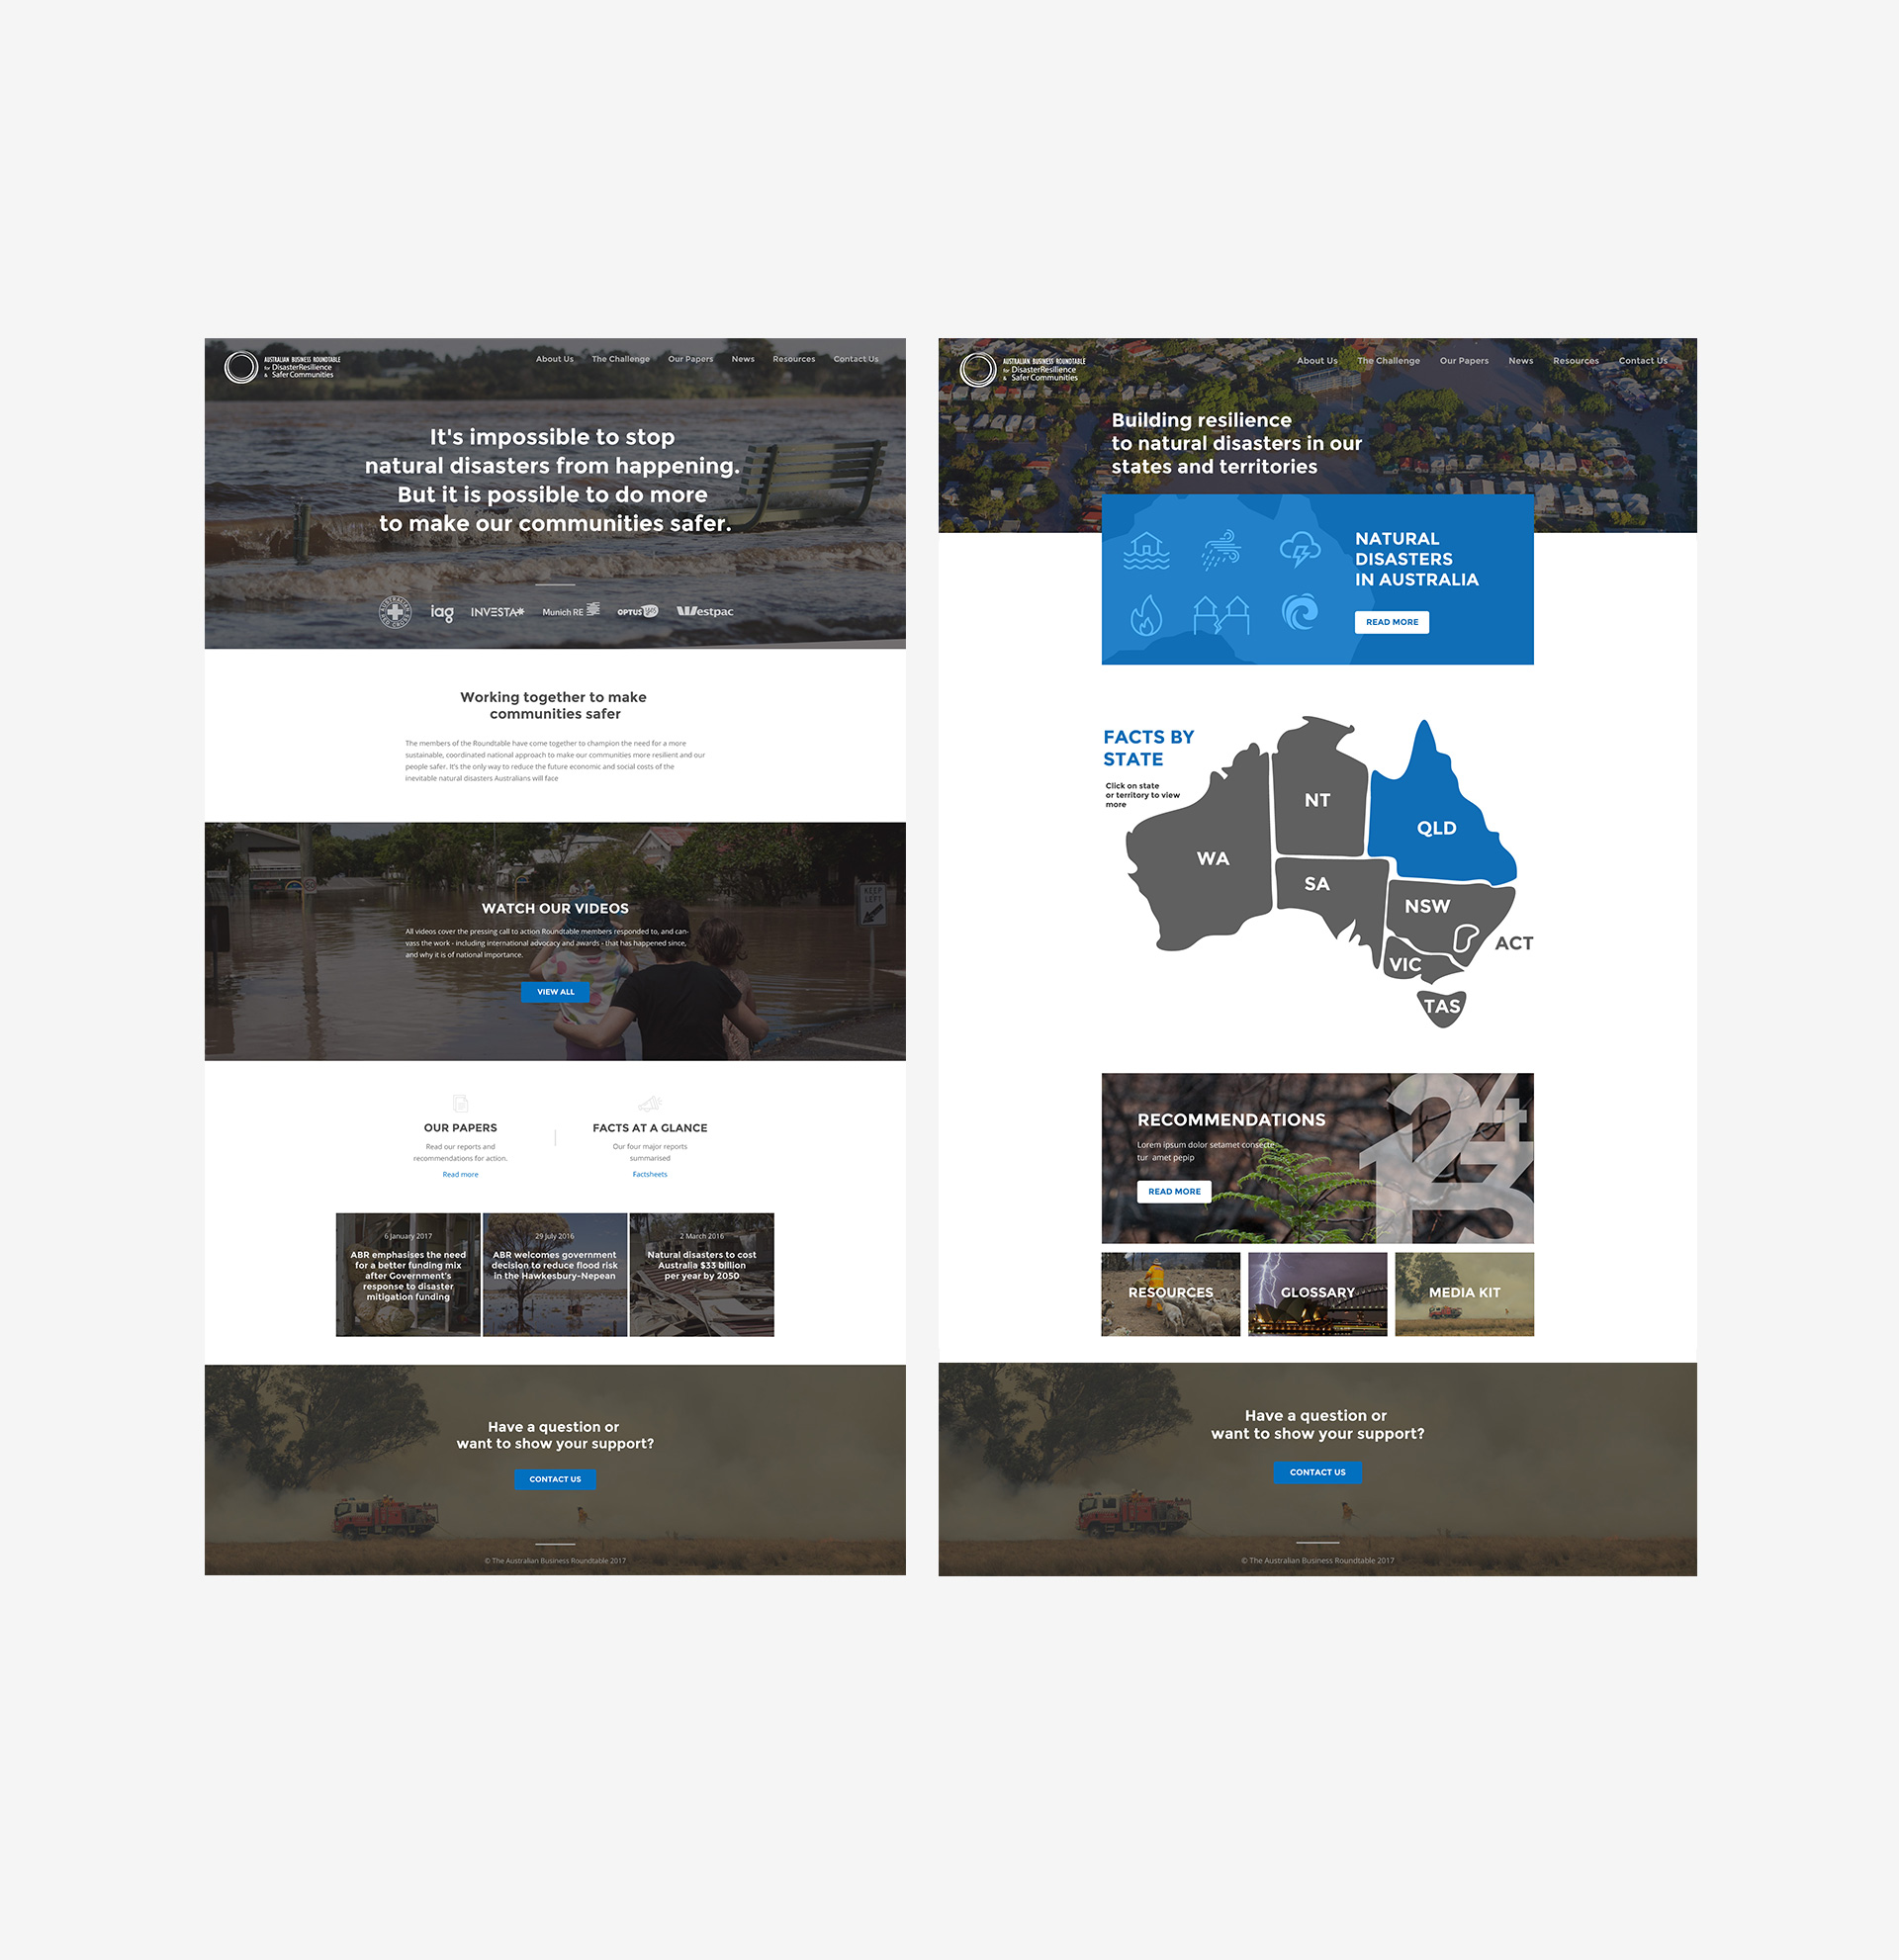 AUSTRALIAN BUSINESS ROUNDTABLE
for DisasterResilience
& SaferCommunities
About Us The Challenge Our Papers News Resources Contact Us
It's impossible to stop
natural disasters from happening.
But it is possible to do more
to make our communities safer.
AUSTRALIAN RED CROSS
iag
INVESTA
Munich RE
OPTUS yes
Westpac
Working together to make
communities safer
The members of the Roundtable have come together to champion the need for a more
sustainable, coordinated national approach to make our communities more resilient and our
people safer. It's the only way to reduce the future economic and social costs of the
inevitable natural disasters Australians will face
KEEP
LEFT
WATCH OUR VIDEOS
All videos cover the pressing call to action Roundtable members responded to, and can-
vass the work - including international advocacy and awards - that has happened since,
and why it is of national importance.
VIEW ALL
OUR PAPERS
Read our reports and
recommendations for action.
Read more
FACTS AT A GLANCE
Our four major reports
summarised
Factsheets
6 January 2017
ABR emphasises the need
for a better funding mix
after Government's
response to disaster
mitigation funding
29 July 2016
ABR welcomes government
decision to reduce flood risk
in the Hawkesbury-Nepean
2 March 2016
Natural disasters to cost
Australia $33 billion
per year by 2050
Have a question or
want to show your support?
CONTACT US
© The Australian Business Roundtable 2017
AUSTRALIAN BUSINESS ROUNDTABLE
for DisasterResilience
& SaferCommunities
About Us The Challenge Our Papers News Resources Contact Us
Building resilience
to natural disasters in our
states and territories
NATURAL
DISASTERS
IN AUSTRALIA
READ MORE
FACTS BY
STATE
Click on state
or territory to view
more
NT
QLD
WA
SA
NSW
ACT
VIC
TAS
RECOMMENDATIONS
Lorem ipsum dolor setamet consecte
tur amet pepip
READ MORE
RESOURCES
GLOSSARY
MEDIA KIT
Have a question or
want to show your support?
CONTACT US
© The Australian Business Roundtable 2017